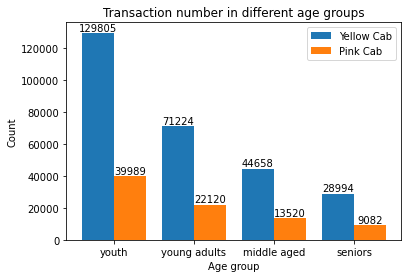 Transaction number in different age groups
Yellow Cab
Pink Cab
129805
39989
71224
22120
44658
13520
28994
9082
120000
100000
80000
60000
40000
20000
0
Count
youth
young adults
middle aged
seniors
Age group